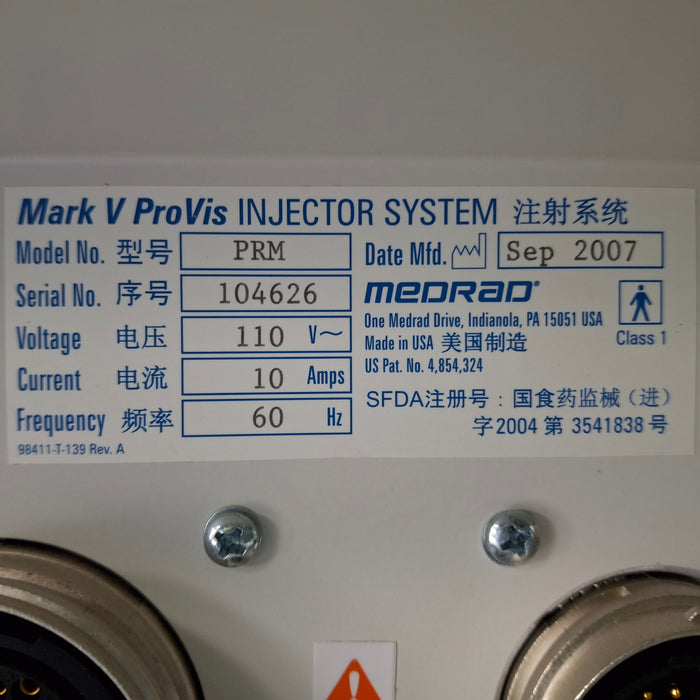 Mark V ProVis INJECTOR SYSTEM 注射系统
Model No. 型号 PRM
Date Mfd. Sep 2007
Serial No. 序号 104626
MEDRAD®
Voltage 电压 110 V~
One Medrad Drive, Indianola, PA 15051 USA
Made in USA 美国制造
US Pat. No. 4,854,324
Class 1
Current 电流 10 Amps
Frequency 频率 60 Hz
SFDA注册号：国食药监械（进）
字2004 第 3541838 号
98411-T-139 Rev. A